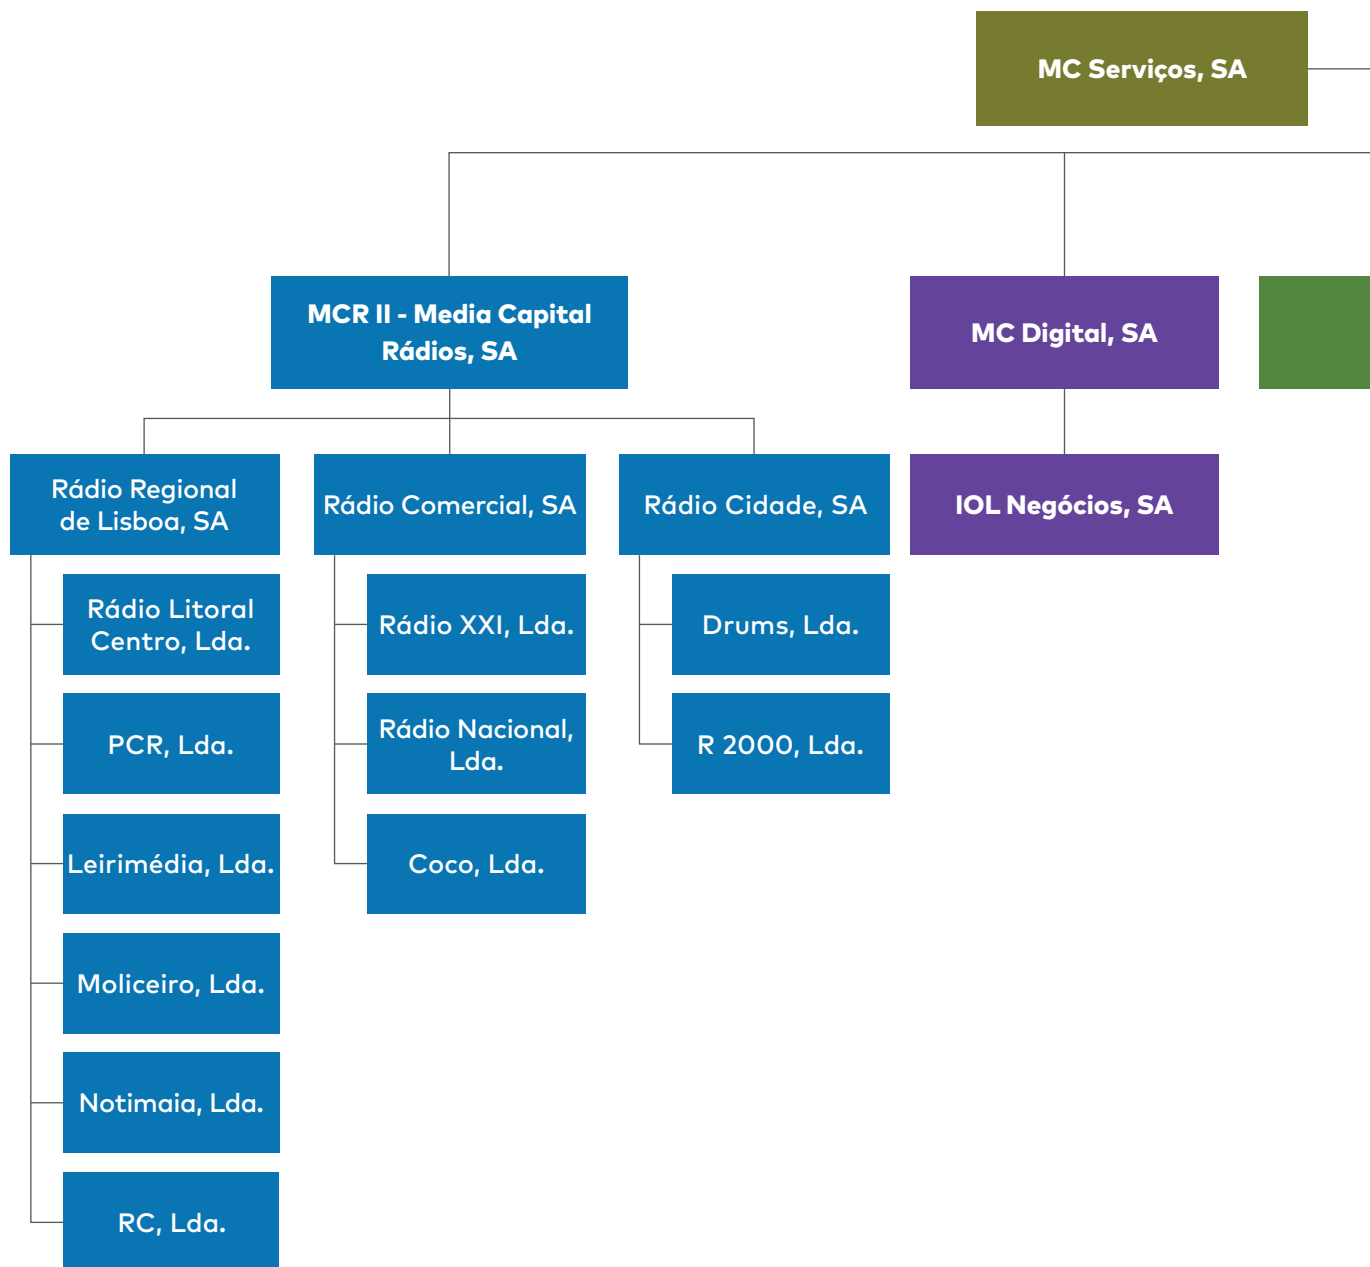 MC Serviços, SA
MCR II - Media Capital
Rádios, SA
MC Digital, SA
Rádio Regional
de Lisboa, SA
Rádio Comercial, SA
Rádio Cidade, SA
IOL Negócios, SA
Rádio Litoral
Centro, Lda.
Rádio XXI, Lda.
Drums, Lda.
PCR, Lda.
Rádio Nacional,
Lda.
R 2000, Lda.
Leirimédia, Lda.
Coco, Lda.
Moliceiro, Lda.
Notimaia, Lda.
RC, Lda.